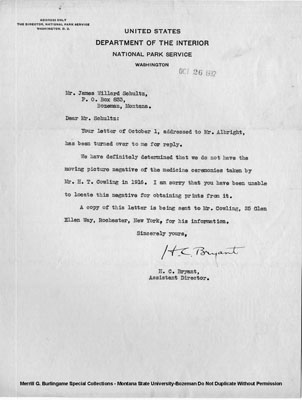 ADDRESS ONLY
THE DIRECTOR, NATIONAL PARK SERVICE
WASHINGTON, D. C.
UNITED STATES
DEPARTMENT OF THE INTERIOR
NATIONAL PARK SERVICE
WASHINGTON
OCT 26
Mr. James Willard Schultz,
P. O. Box 833,
Bozeman, Montana.
Dear Mr. Schultz:
Your letter of October 1, addressed to Mr. Albright,
has been turned over to me for reply.
We have definitely determined that we do not have the
moving picture negative of the medicine ceremonies taken by
Mr. H. T. Cowling in 1916. I am sorry that you have been unable
to locate this negative for obtaining prints from it.
A copy of this letter is being sent to Mr. Cowling, 25 Glen
Ellen Way, Rochester, New York, for his information.
Sincerely yours,
H.C. Bryant
H. C. Bryant,
Assistant Director.
Merrill G. Burlingame Special Collections - Montana State University-Bozeman Do Not Duplicate Without Permission